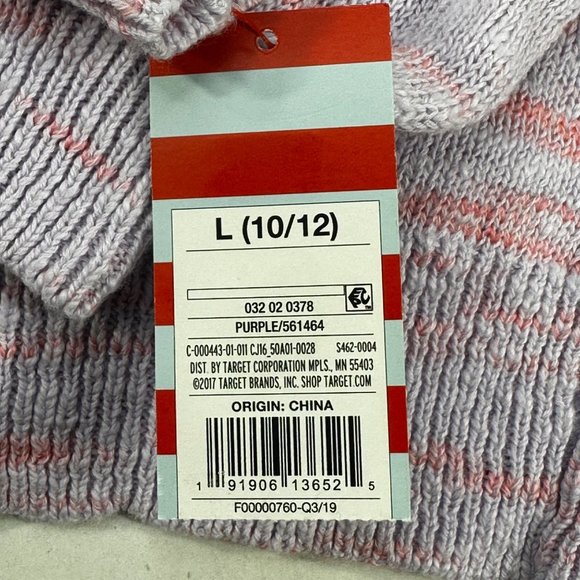 L (10/12)
032 02 0378
PURPLE/561464
C-000443-01-011 CJ16_50A01-0028 S462-0004
DIST. BY TARGET CORPORATION MPLS., MN 55403
©2017 TARGET BRANDS, INC. SHOP TARGET.COM
ORIGIN: CHINA
1 91906 13652 5
F00000760-Q3/19